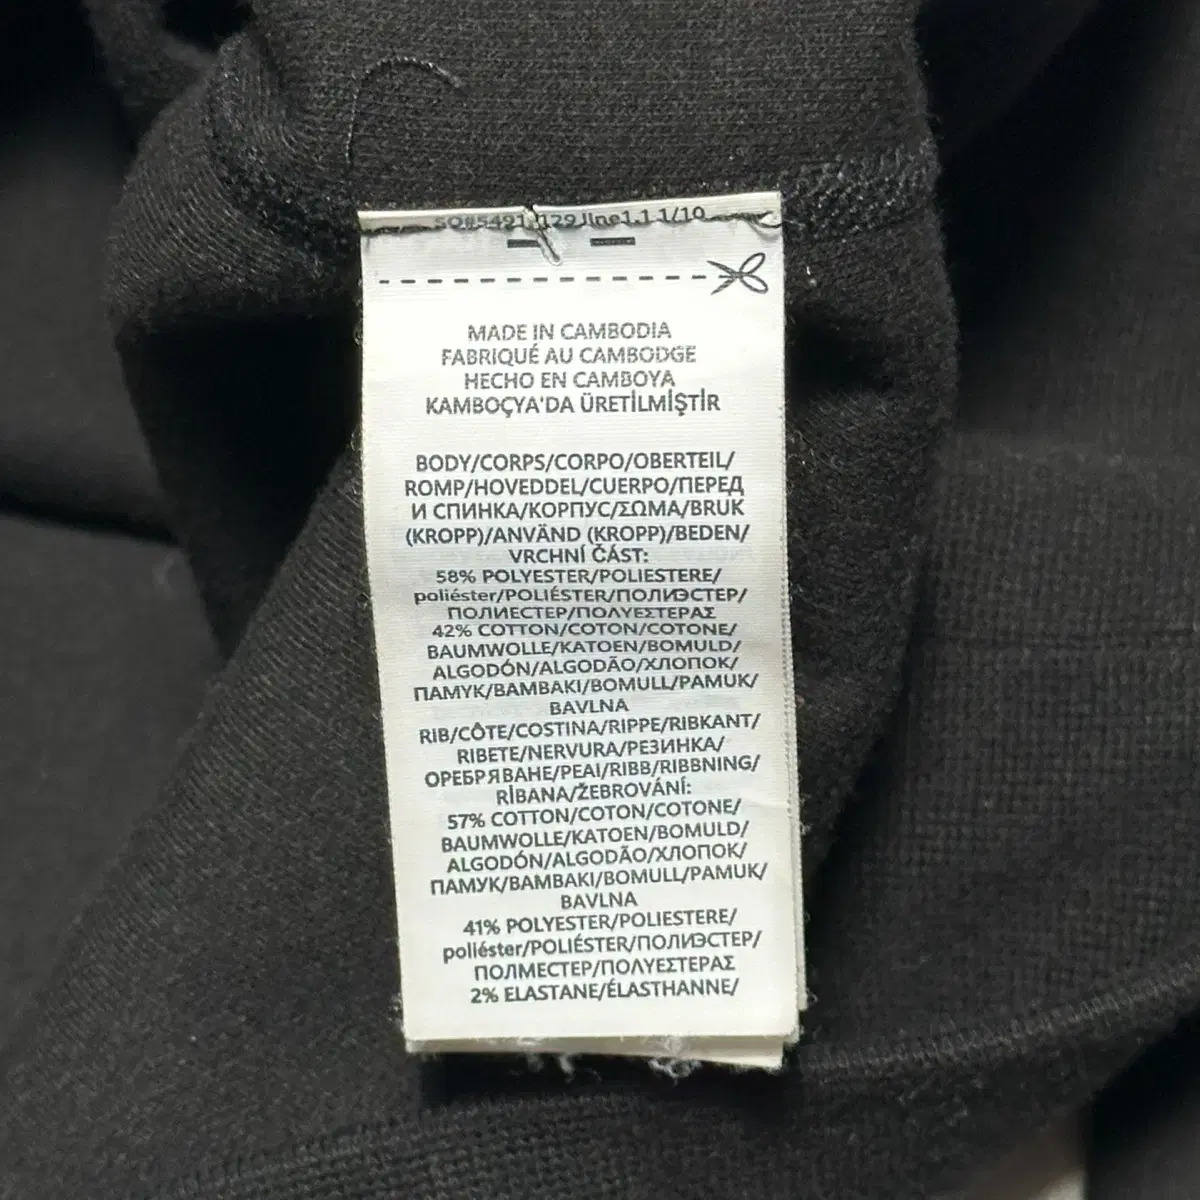 SO#5491129Jlne1.1 1/10
MADE IN CAMBODIA
FABRIQUÉ AU CAMBODGE
HECHO EN CAMBOYA
KAMBOÇYA'DA ÜRETİLMİŞTİR
BODY/CORPS/CORPO/OBERTEIL/
ROMP/HOVEDDEL/CUERPO/ПЕРЕД
И СПИНКА/КОРПУС/ΣΩΜΑ/BRUK
(KROPP)/ANVÄND (KROPP)/BEDEN/
VRCHNÍ ČÁST:
58% POLYESTER/POLIESTERE/
poliéster/POLIÉSTER/ПОЛИЭСТЕР/
ПОЛИЕСТЕР/ΠΟΛΥΕΣΤΕΡΑΣ
42% COTTON/COTON/COTONE/
BAUMWOLLE/KATOEN/BOMULD/
ALGODÓN/ALGODÃO/ХЛОПОК/
ПАМУК/BAMBAKI/BOMULL/PAMUK/
BAVLNA
RIB/CÔTE/COSTINA/RIPPE/RIBKANT/
RIBETE/NERVURA/РЕЗИНКА/
ОРЕБРЯВАНЕ/PEAI/RIBB/RIBBNING/
RİBANA/ŽEBROVÁNÍ:
57% COTTON/COTON/COTONE/
BAUMWOLLE/KATOEN/BOMULD/
ALGODÓN/ALGODÃO/ХЛОПОК/
ПАМУК/BAMBAKI/BOMULL/PAMUK/
BAVLNA
41% POLYESTER/POLIESTERE/
poliéster/POLIÉSTER/ПОЛИЭСТЕР/
ПОЛМЕСТЕР/ΠΟΛΥΕΣΤΕΡΑΣ
2% ELASTANE/ÉLASTHANNE/